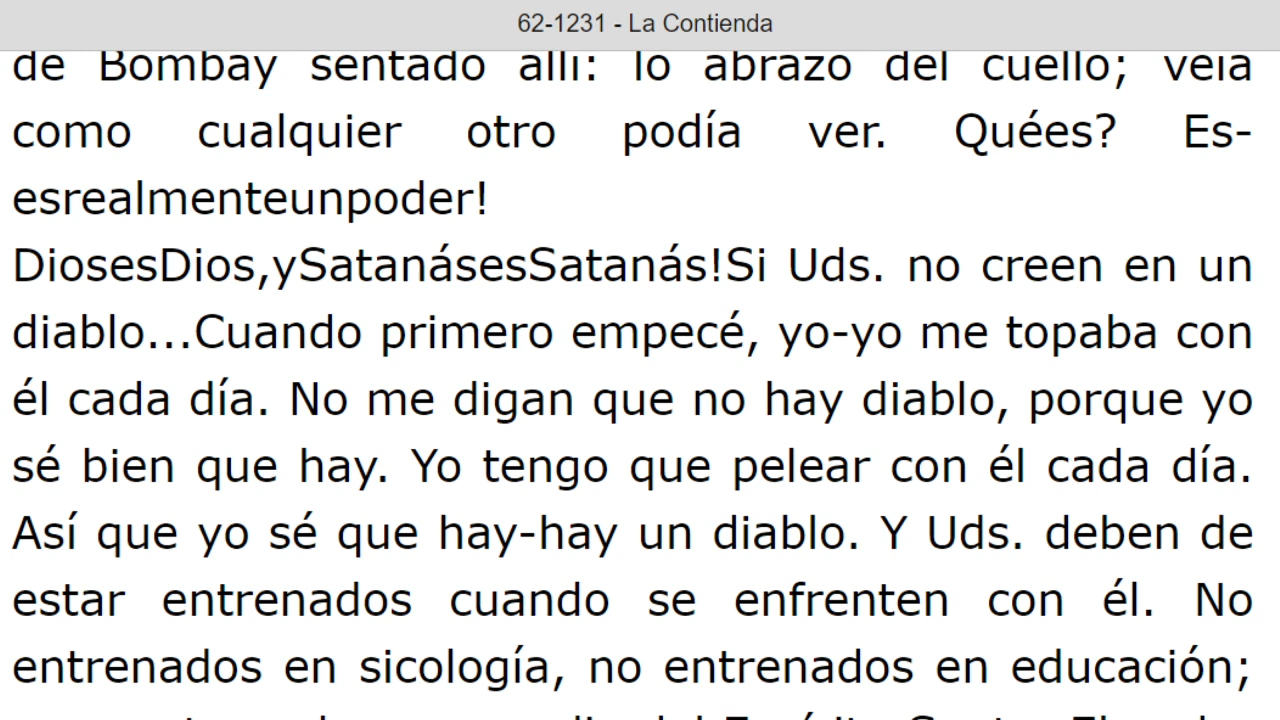 62-1231 - La Contienda
de Bombay sentado allí: lo abrazó del cuello; veía
como cualquier otro podía ver. Quées? Es-
esrealmenteunpoder!
DiosesDios,ySatanásesSatanás!Si Uds. no creen en un
diablo...Cuando primero empecé, yo-yo me topaba con
él cada día. No me digan que no hay diablo, porque yo
sé bien que hay. Yo tengo que pelear con él cada día.
Así que yo sé que hay-hay un diablo. Y Uds. deben de
estar entrenados cuando se enfrenten con él. No
entrenados en sicología, no entrenados en educación;